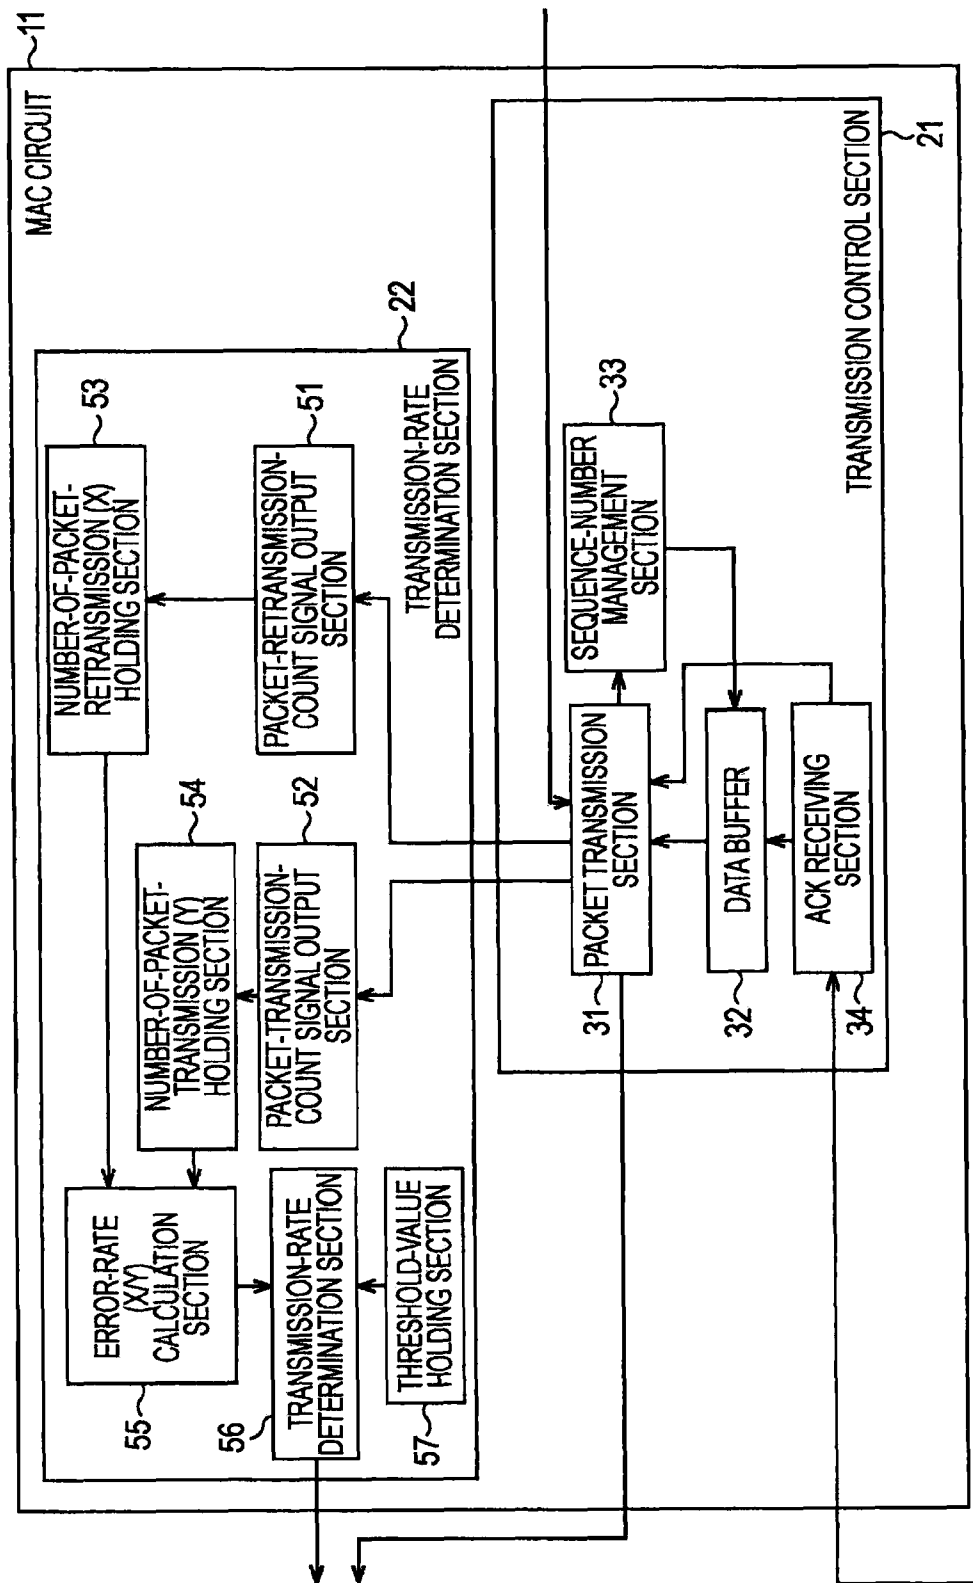 MAC CIRCUIT
11
22
TRANSMISSION-RATE
DETERMINATION SECTION
53
NUMBER-OF-PACKET-
RETRANSMISSION (X)
HOLDING SECTION
51
PACKET-RETRANSMISSION-
COUNT SIGNAL OUTPUT
SECTION
54
NUMBER-OF-PACKET-
TRANSMISSION (Y)
HOLDING SECTION
52
PACKET-TRANSMISSION-
COUNT SIGNAL OUTPUT
SECTION
55
ERROR-RATE
(X/Y)
CALCULATION
SECTION
56
TRANSMISSION-RATE
DETERMINATION SECTION
57
THRESHOLD-VALUE
HOLDING SECTION
21
TRANSMISSION CONTROL SECTION
33
SEQUENCE-NUMBER
MANAGEMENT
SECTION
31
PACKET TRANSMISSION
SECTION
32
DATA BUFFER
34
ACK RECEIVING
SECTION